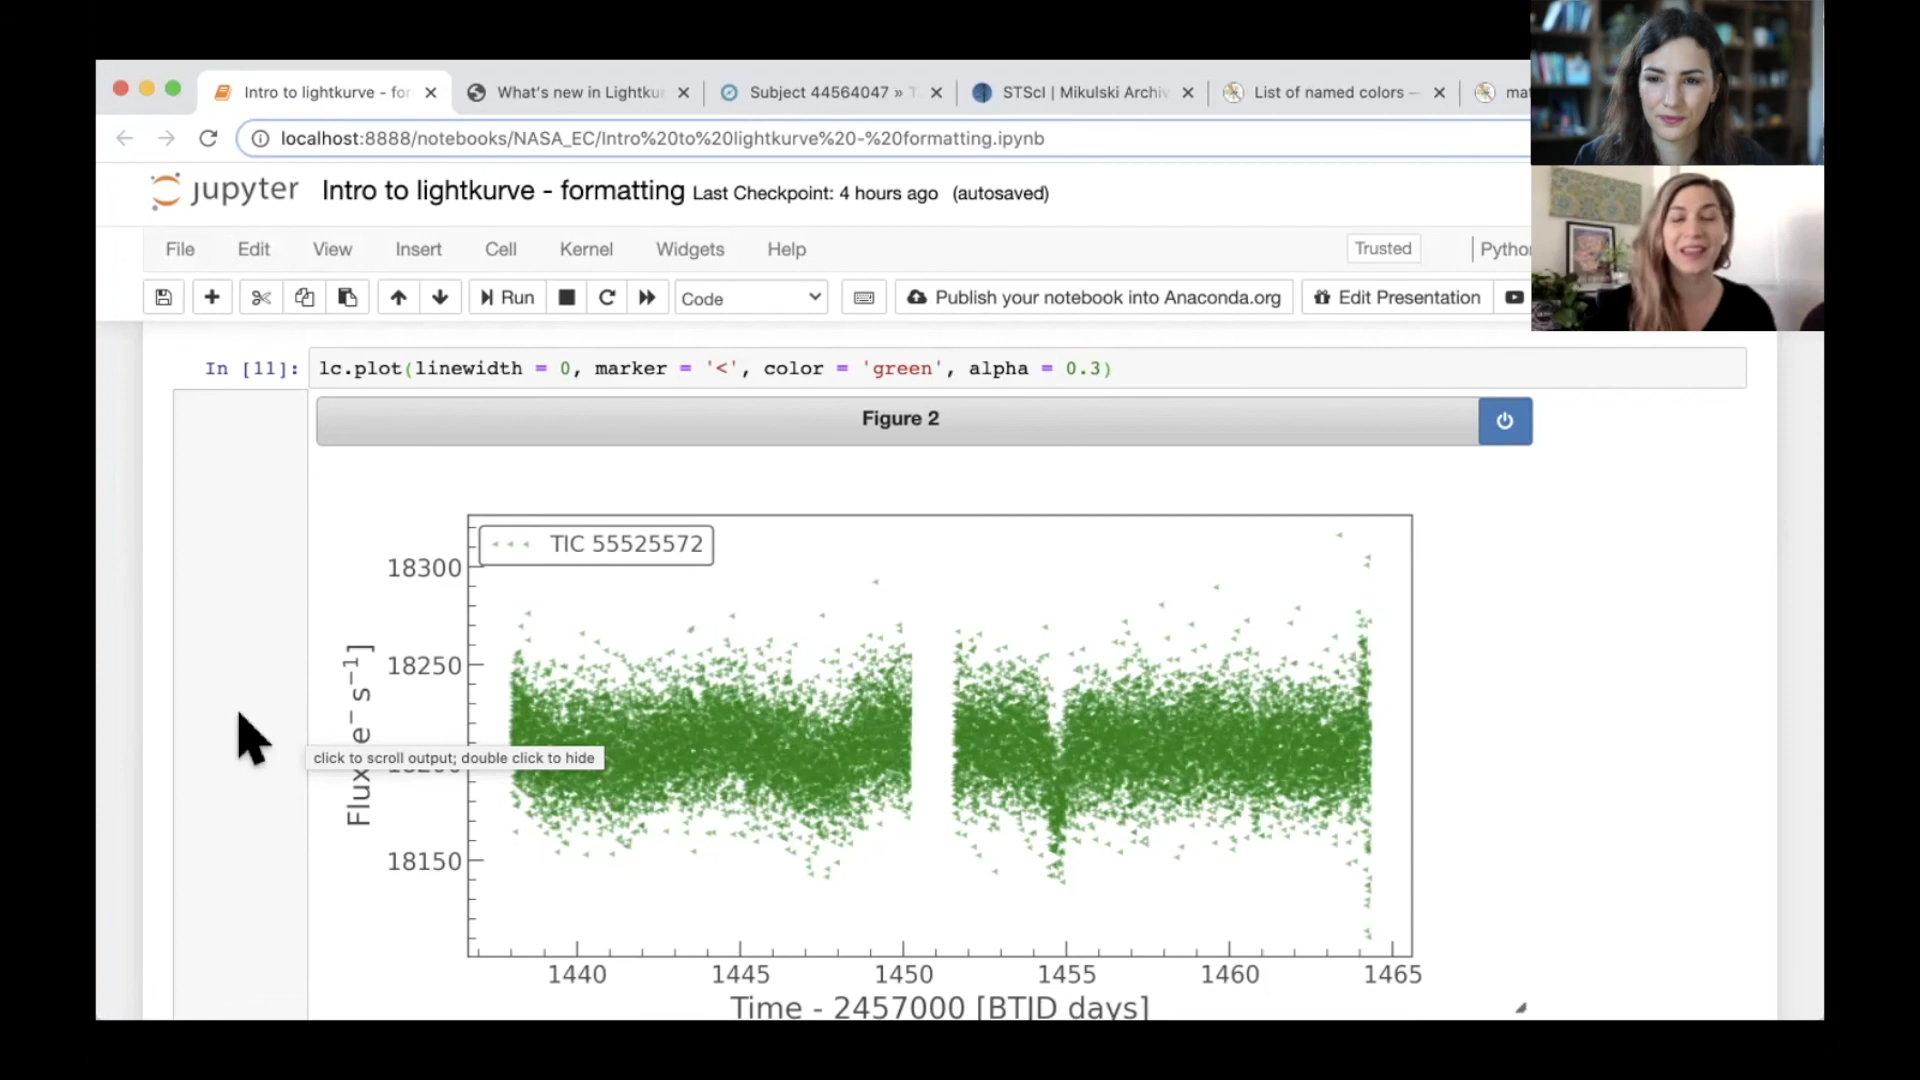 Intro to lightkurve - for
What's new in Lightku
Subject 44564047 » T
STScI | Mikulski Archiv
List of named colors —
mat
localhost:8888/notebooks/NASA_EC/Intro%20to%20lightkurve%20-%20formatting.ipynb
jupyter Intro to lightkurve - formatting Last Checkpoint: 4 hours ago (autosaved)
File Edit View Insert Cell Kernel Widgets Help Trusted Pytho
Run Code Publish your notebook into Anaconda.org Edit Presentation
In [11]: lc.plot(linewidth = 0, marker = '<', color = 'green', alpha = 0.3)
Figure 2
TIC 55525572
18300
18250
18150
Flux e⁻ s⁻¹]
click to scroll output; double click to hide
1440 1445 1450 1455 1460 1465
Time - 2457000 [BTJD days]